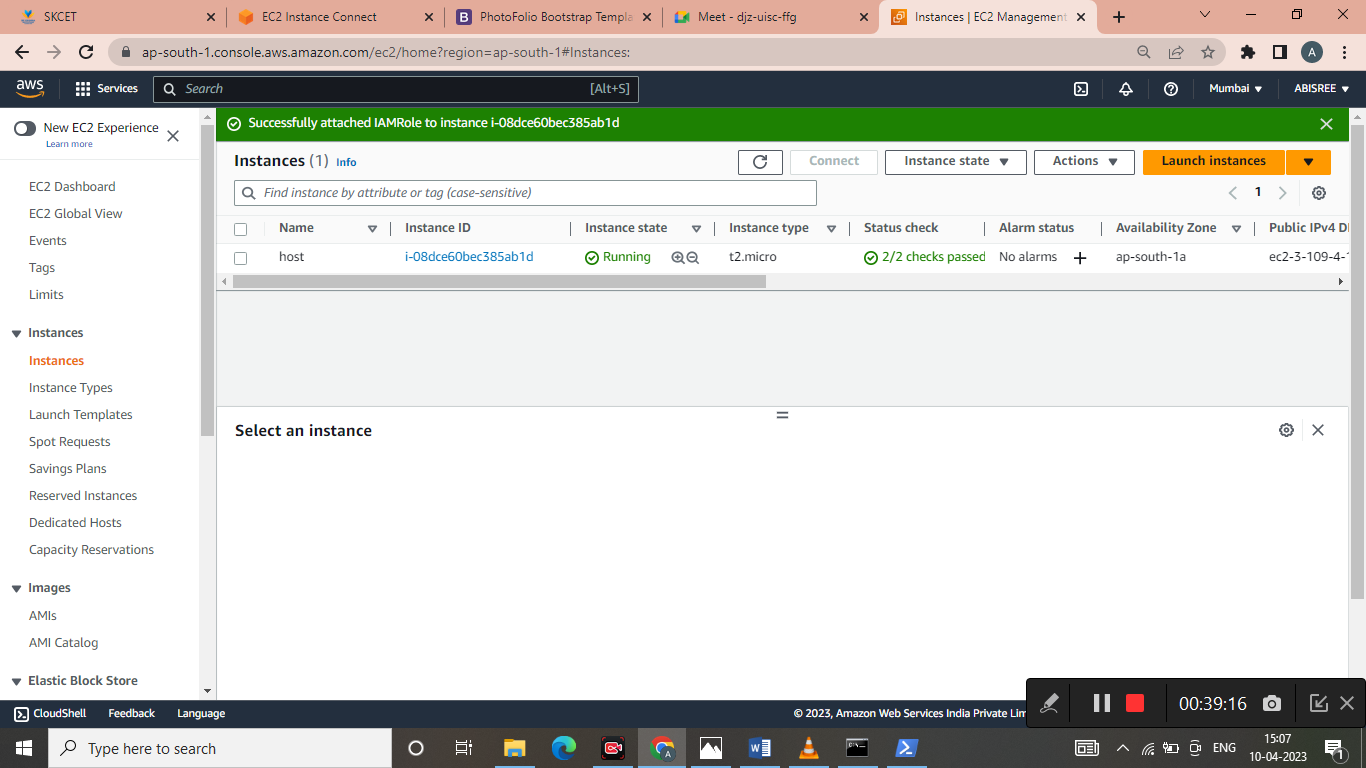 SKCET
EC2 Instance Connect
PhotoFolio Bootstrap Templa
Meet - djz-uisc-ffg
Instances | EC2 Management
ap-south-1.console.aws.amazon.com/ec2/home?region=ap-south-1#Instances:
A
aws
Services
Search
[Alt+S]
Mumbai
ABISREE
New EC2 Experience
Learn more
EC2 Dashboard
EC2 Global View
Events
Tags
Limits
Instances
Instances
Instance Types
Launch Templates
Spot Requests
Savings Plans
Reserved Instances
Dedicated Hosts
Capacity Reservations
Images
AMIs
AMI Catalog
Elastic Block Store
Successfully attached IAMRole to instance i-08dce60bec385ab1d
Instances (1) Info
Connect
Instance state
Actions
Launch instances
Find instance by attribute or tag (case-sensitive)
1
Name Instance ID Instance state Instance type Status check Alarm status Availability Zone Public IPv4 D
host i-08dce60bec385ab1d Running t2.micro 2/2 checks passed No alarms + ap-south-1a ec2-3-109-4-1
Select an instance
CloudShell
Feedback
Language
© 2023, Amazon Web Services India Private Lim
00:39:16
Type here to search
ENG
15:07
10-04-2023
1